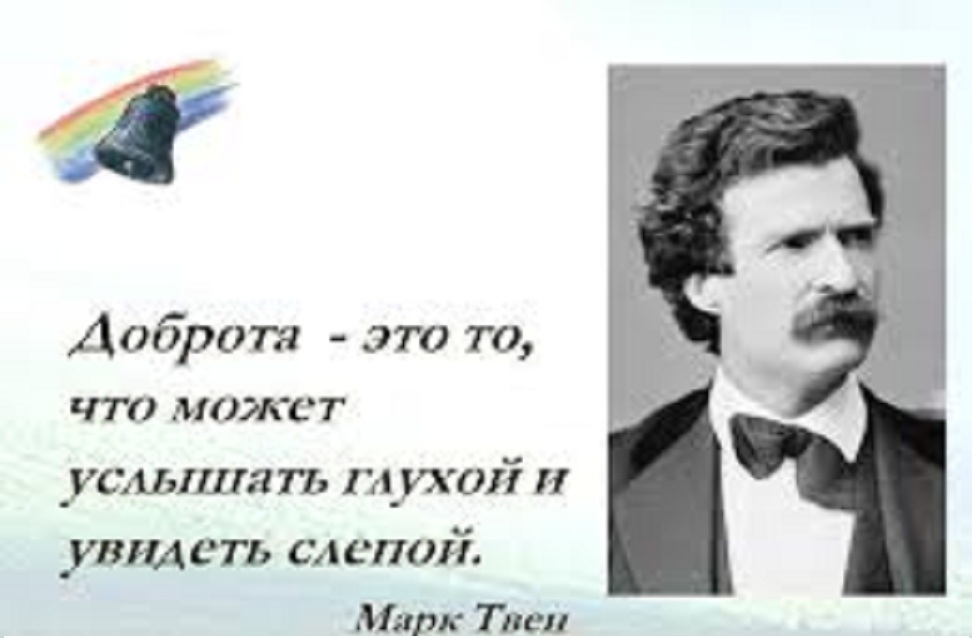 Доброта - это то,
что может
услышать глухой и
увидеть слепой.
Марк Твен